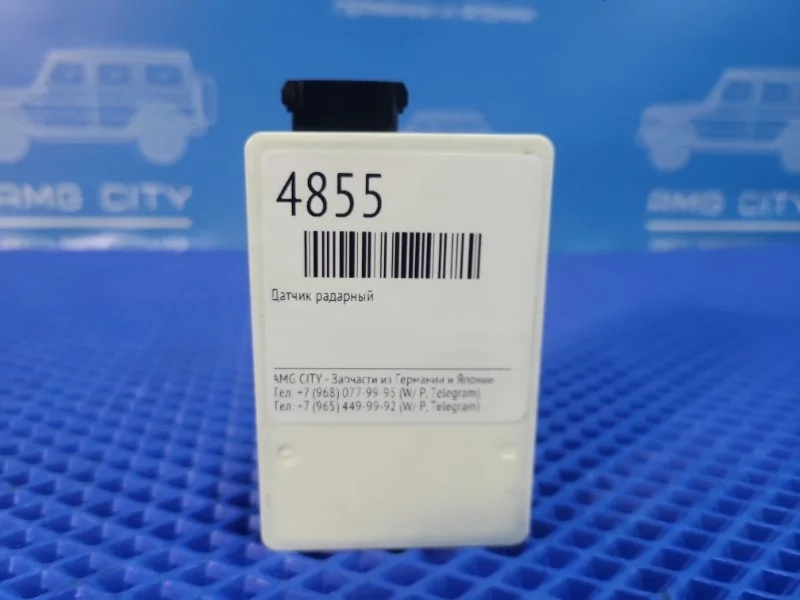 AMG CITY
AMG CITY
4855
Датчик радарный
AMG CITY - Запчасти из Германии и Японии
Тел. +7 (968) 077-99-95 (W/ P, Telegram)
Тел. +7 (965) 449-99-92 (W/ P, Telegram)